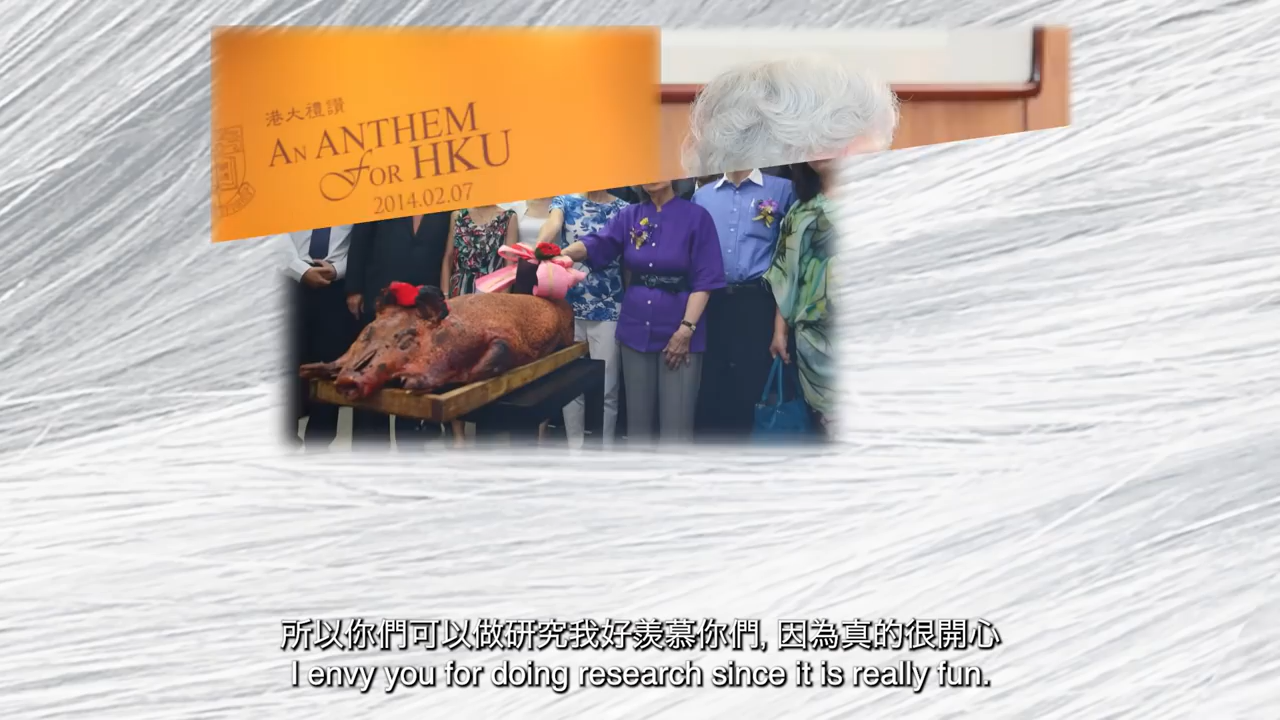 港大禮讚
AN ANTHEM
for HKU
2014.02.07
所以你們可以做研究我好羨慕你們, 因為真的很開心
I envy you for doing research since it is really fun.